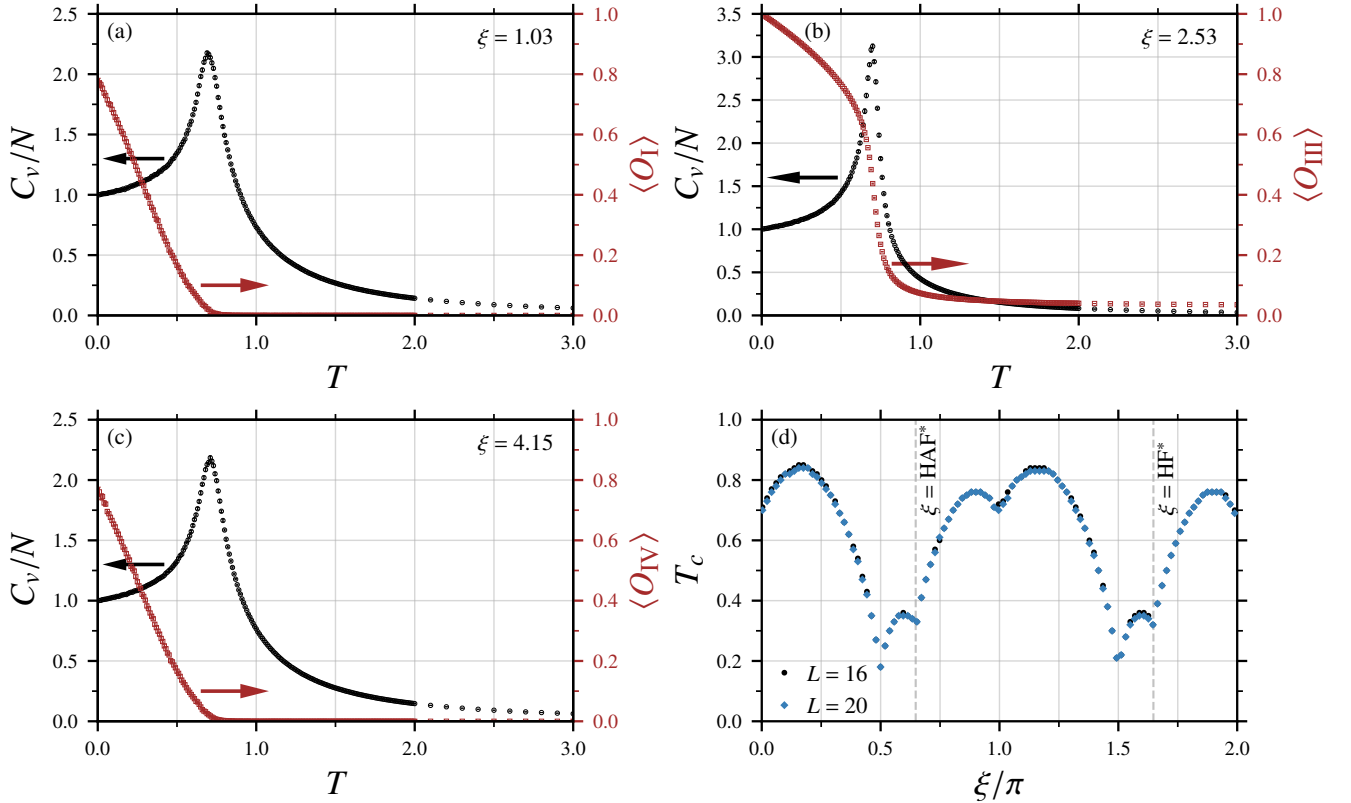 (a)
ξ = 1.03
C_v/N
2.5
2.0
1.5
1.0
0.5
0.0
1.0
0.8
0.6
0.4
0.2
0.0
⟨O_I⟩
0.0 1.0 2.0 3.0
T
(b)
ξ = 2.53
C_v/N
3.5
3.0
2.5
2.0
1.5
1.0
0.5
0.0
1.0
0.8
0.6
0.4
0.2
0.0
⟨O_III⟩
0.0 1.0 2.0 3.0
T
(c)
ξ = 4.15
C_v/N
2.5
2.0
1.5
1.0
0.5
0.0
1.0
0.8
0.6
0.4
0.2
0.0
⟨O_IV⟩
0.0 1.0 2.0 3.0
T
(d)
ξ = HAF*
ξ = HF*
T_c
1.0
0.8
0.6
0.4
0.2
0.0
L = 16
L = 20
0.0 0.5 1.0 1.5 2.0
ξ/π